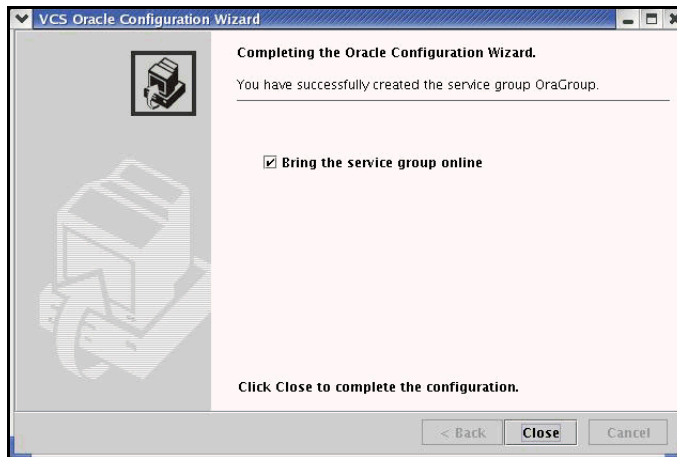 VCS Oracle Configuration Wizard
Completing the Oracle Configuration Wizard.
You have successfully created the service group OraGroup.
Bring the service group online
Click Close to complete the configuration.
< Back Close Cancel